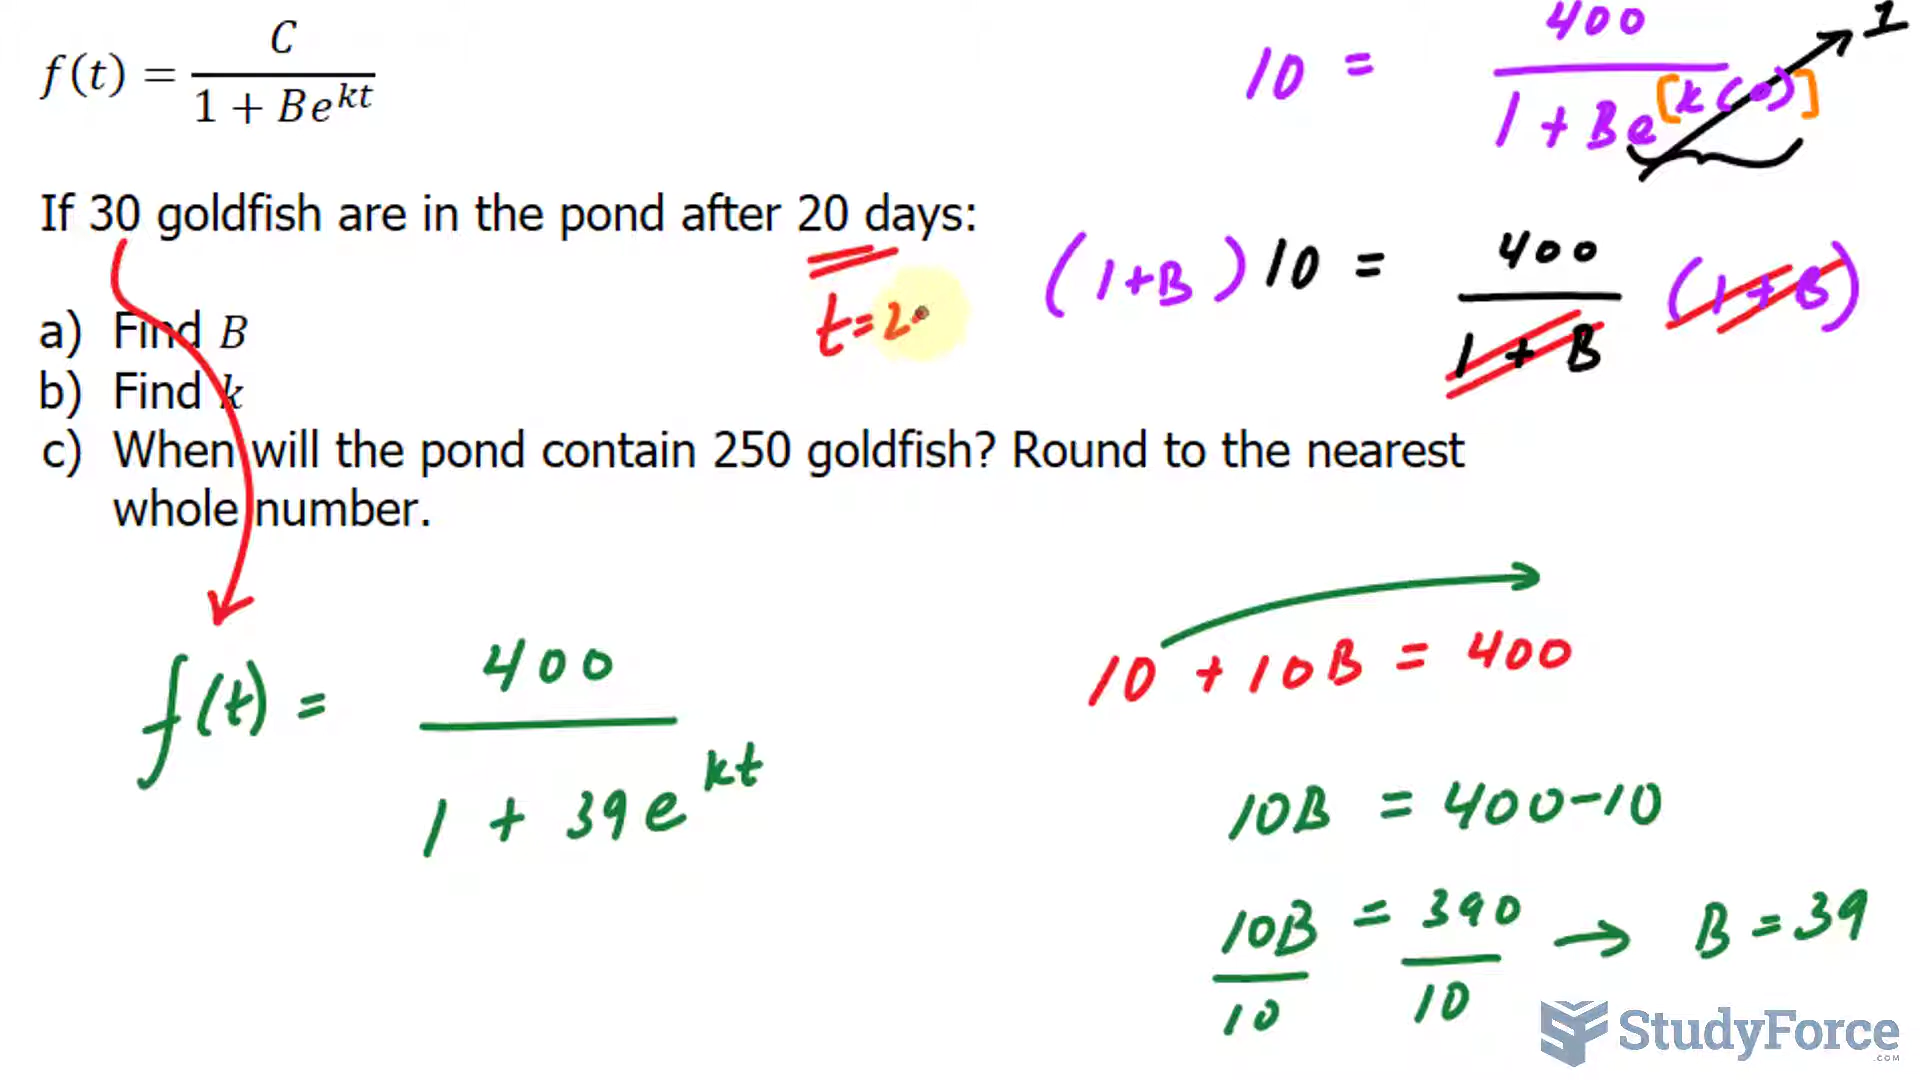 f(t) = C / (1 + Be^{kt})
If 30 goldfish are in the pond after 20 days:
t = 2
a) Find B
b) Find k
c) When will the pond contain 250 goldfish? Round to the nearest
whole number.
f(t) = 400 / (1 + 39e^{kt})
10 = 400 / (1 + Be^{[k(0)]})
1
(1+B) 10 = 400 / (1 + B) (1+B)
10 + 10B = 400
10B = 400-10
10B / 10 = 390 / 10 → B = 39
StudyForce
.COM